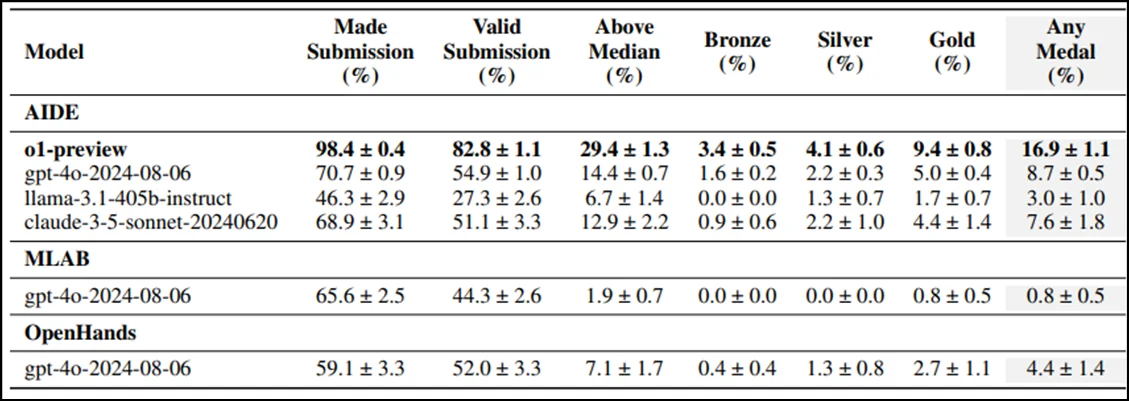 Model Made Submission (%) Valid Submission (%) Above Median (%) Bronze (%) Silver (%) Gold (%) Any Medal (%)
AIDE
o1-preview 98.4 ± 0.4 82.8 ± 1.1 29.4 ± 1.3 3.4 ± 0.5 4.1 ± 0.6 9.4 ± 0.8 16.9 ± 1.1
gpt-4o-2024-08-06 70.7 ± 0.9 54.9 ± 1.0 14.4 ± 0.7 1.6 ± 0.2 2.2 ± 0.3 5.0 ± 0.4 8.7 ± 0.5
llama-3.1-405b-instruct 46.3 ± 2.9 27.3 ± 2.6 6.7 ± 1.4 0.0 ± 0.0 1.3 ± 0.7 1.7 ± 0.7 3.0 ± 1.0
claude-3-5-sonnet-20240620 68.9 ± 3.1 51.1 ± 3.3 12.9 ± 2.2 0.9 ± 0.6 2.2 ± 1.0 4.4 ± 1.4 7.6 ± 1.8
MLAB
gpt-4o-2024-08-06 65.6 ± 2.5 44.3 ± 2.6 1.9 ± 0.7 0.0 ± 0.0 0.0 ± 0.0 0.8 ± 0.5 0.8 ± 0.5
OpenHands
gpt-4o-2024-08-06 59.1 ± 3.3 52.0 ± 3.3 7.1 ± 1.7 0.4 ± 0.4 1.3 ± 0.8 2.7 ± 1.1 4.4 ± 1.4